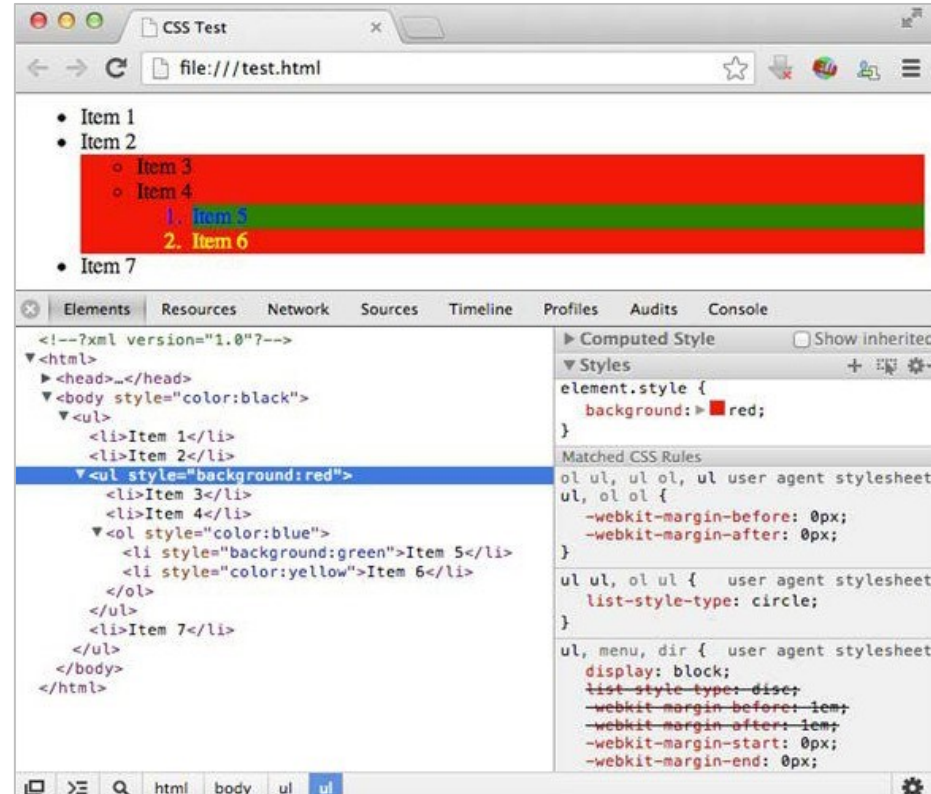 CSS Test
file:///test.html
• Item 1
• Item 2
◦ Item 3
◦ Item 4
1. Item 5
2. Item 6
• Item 7
Elements Resources Network Sources Timeline Profiles Audits Console
<!--?xml version="1.0"?-->
▼<html>
▶<head>…</head>
▼<body style="color:black">
▼<ul>
<li>Item 1</li>
<li>Item 2</li>
▼<ul style="background:red">
<li>Item 3</li>
<li>Item 4</li>
▼<ol style="color:blue">
<li style="background:green">Item 5</li>
<li style="color:yellow">Item 6</li>
</ol>
</ul>
<li>Item 7</li>
</ul>
</body>
</html>
▶ Computed Style Show inherited
▼ Styles
element.style {
background:▶ red;
}
Matched CSS Rules
ol ul, ul ol, ul user agent stylesheet
ul, ol ol {
-webkit-margin-before: 0px;
-webkit-margin-after: 0px;
}
ul ul, ol ul { user agent stylesheet
list-style-type: circle;
}
ul, menu, dir { user agent stylesheet
display: block;
list-style-type: disc;
-webkit-margin-before: 1em;
-webkit-margin-after: 1em;
-webkit-margin-start: 0px;
-webkit-margin-end: 0px;
html body ul ul